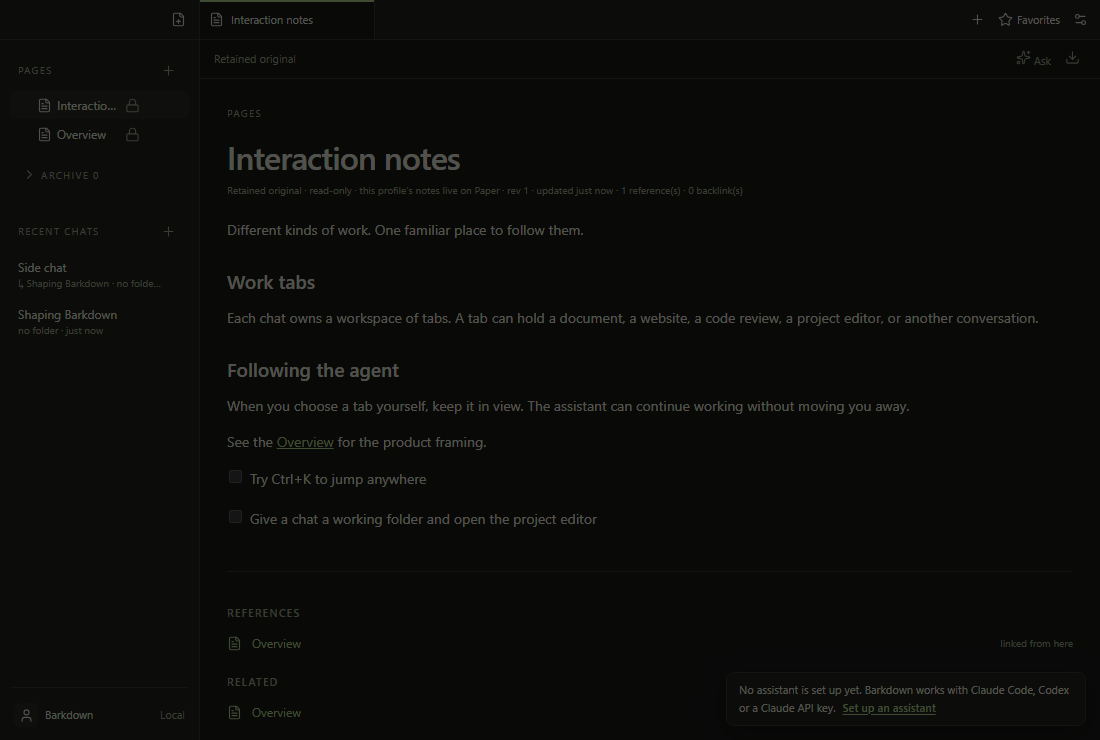 Interaction notes
Favorites
Retained original
Ask
PAGES
Interactio...
Overview
ARCHIVE 0
RECENT CHATS
Side chat
↳ Shaping Barkdown · no folde...
Shaping Barkdown
no folder · just now
Barkdown
Local
PAGES
Interaction notes
Retained original · read-only · this profile's notes live on Paper · rev 1 · updated just now · 1 reference(s) · 0 backlink(s)
Different kinds of work. One familiar place to follow them.
Work tabs
Each chat owns a workspace of tabs. A tab can hold a document, a website, a code review, a project editor, or another conversation.
Following the agent
When you choose a tab yourself, keep it in view. The assistant can continue working without moving you away.
See the Overview for the product framing.
Try Ctrl+K to jump anywhere
Give a chat a working folder and open the project editor
REFERENCES
Overview
linked from here
RELATED
Overview
No assistant is set up yet. Barkdown works with Claude Code, Codex
or a Claude API key. Set up an assistant